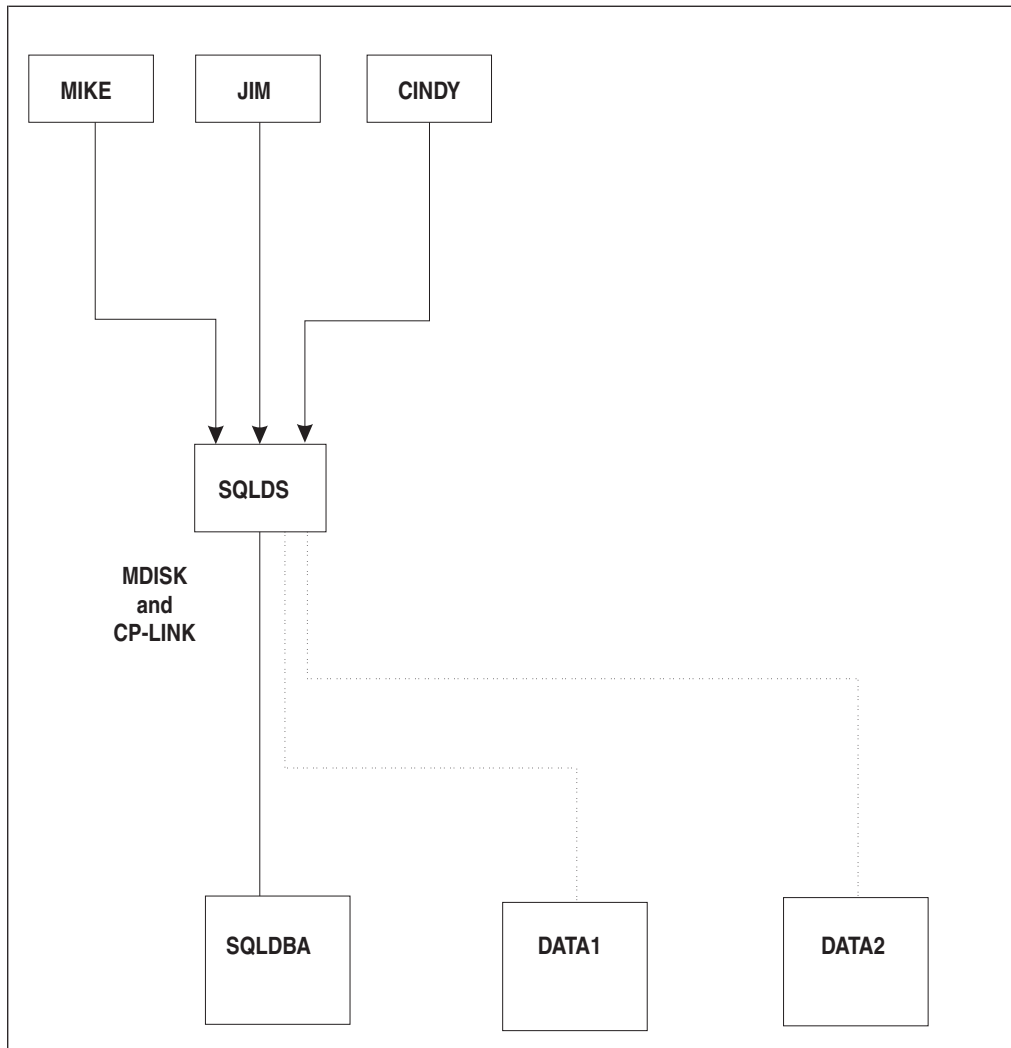 MIKE
JIM
CINDY
SQLDS
MDISK
and
CP-LINK
SQLDBA
DATA1
DATA2